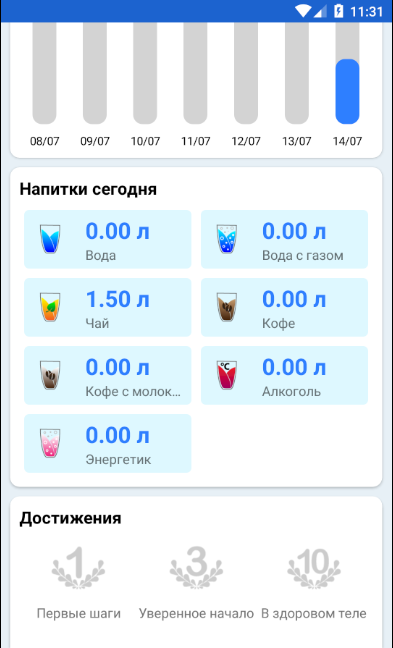 11:31
08/07 09/07 10/07 11/07 12/07 13/07 14/07
Напитки сегодня
0.00 л 0.00 л
Вода Вода с газом
1.50 л 0.00 л
Чай Кофе
0.00 л 0.00 л
Кофе с молок... Алкоголь
0.00 л
Энергетик
Достижения
1 3 10
Первые шаги Уверенное начало В здоровом теле